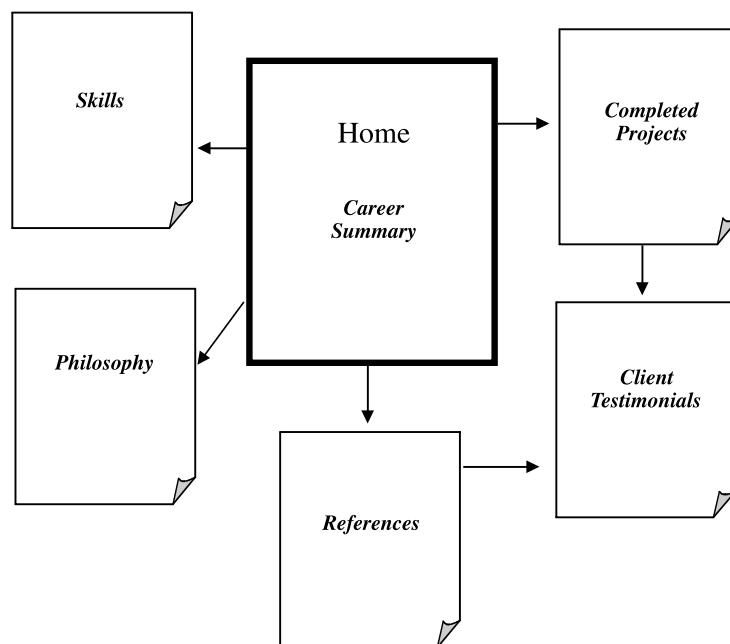 Skills
Home
Career
Summary
Completed
Projects
Philosophy
Client
Testimonials
References